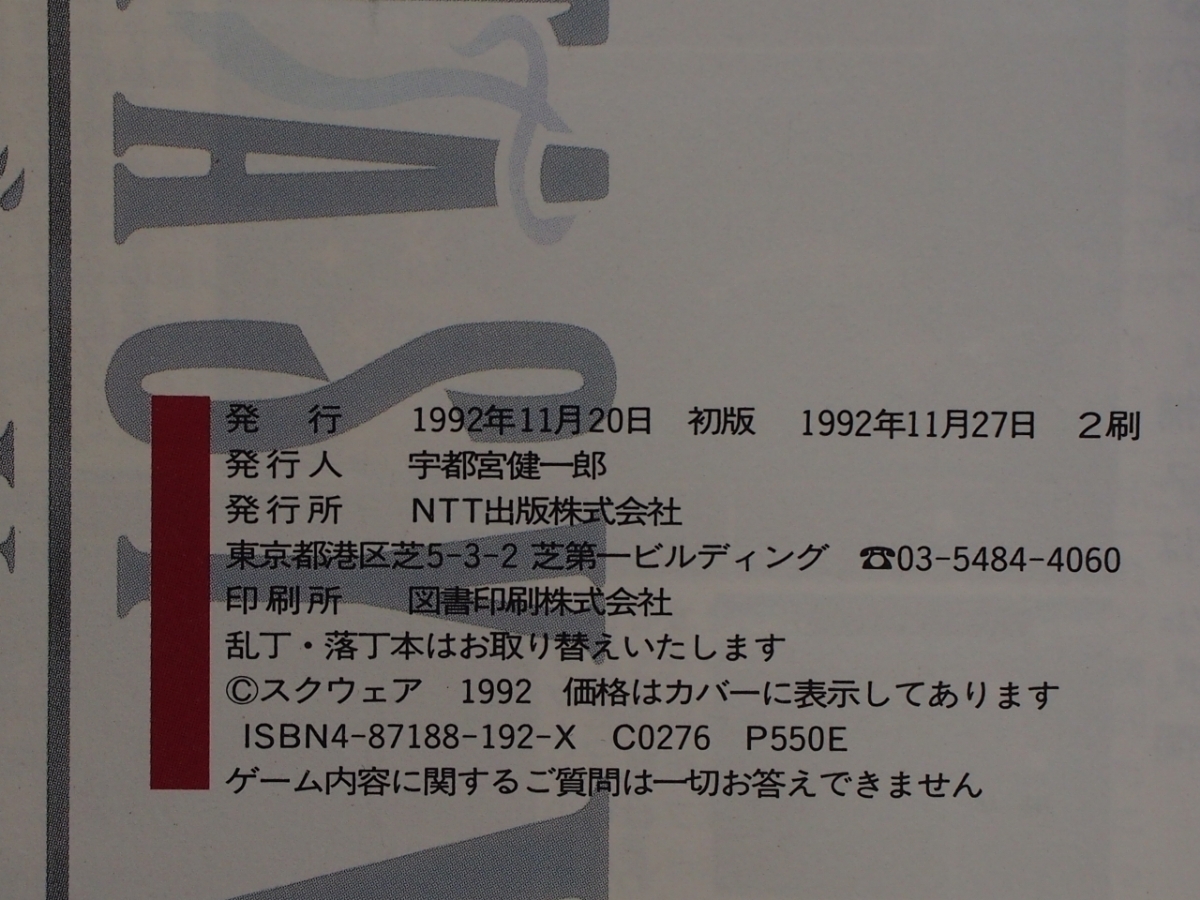 発 行 1992年11月20日 初版 1992年11月27日 2刷
発行人 宇都宮健一郎
発行所 NTT出版株式会社
東京都港区芝5-3-2 芝第一ビルディング ☎03-5484-4060
印刷所 図書印刷株式会社
乱丁・落丁本はお取り替えいたします
©スクウェア 1992 価格はカバーに表示してあります
ISBN4-87188-192-X C0276 P550E
ゲーム内容に関するご質問は一切お答えできません